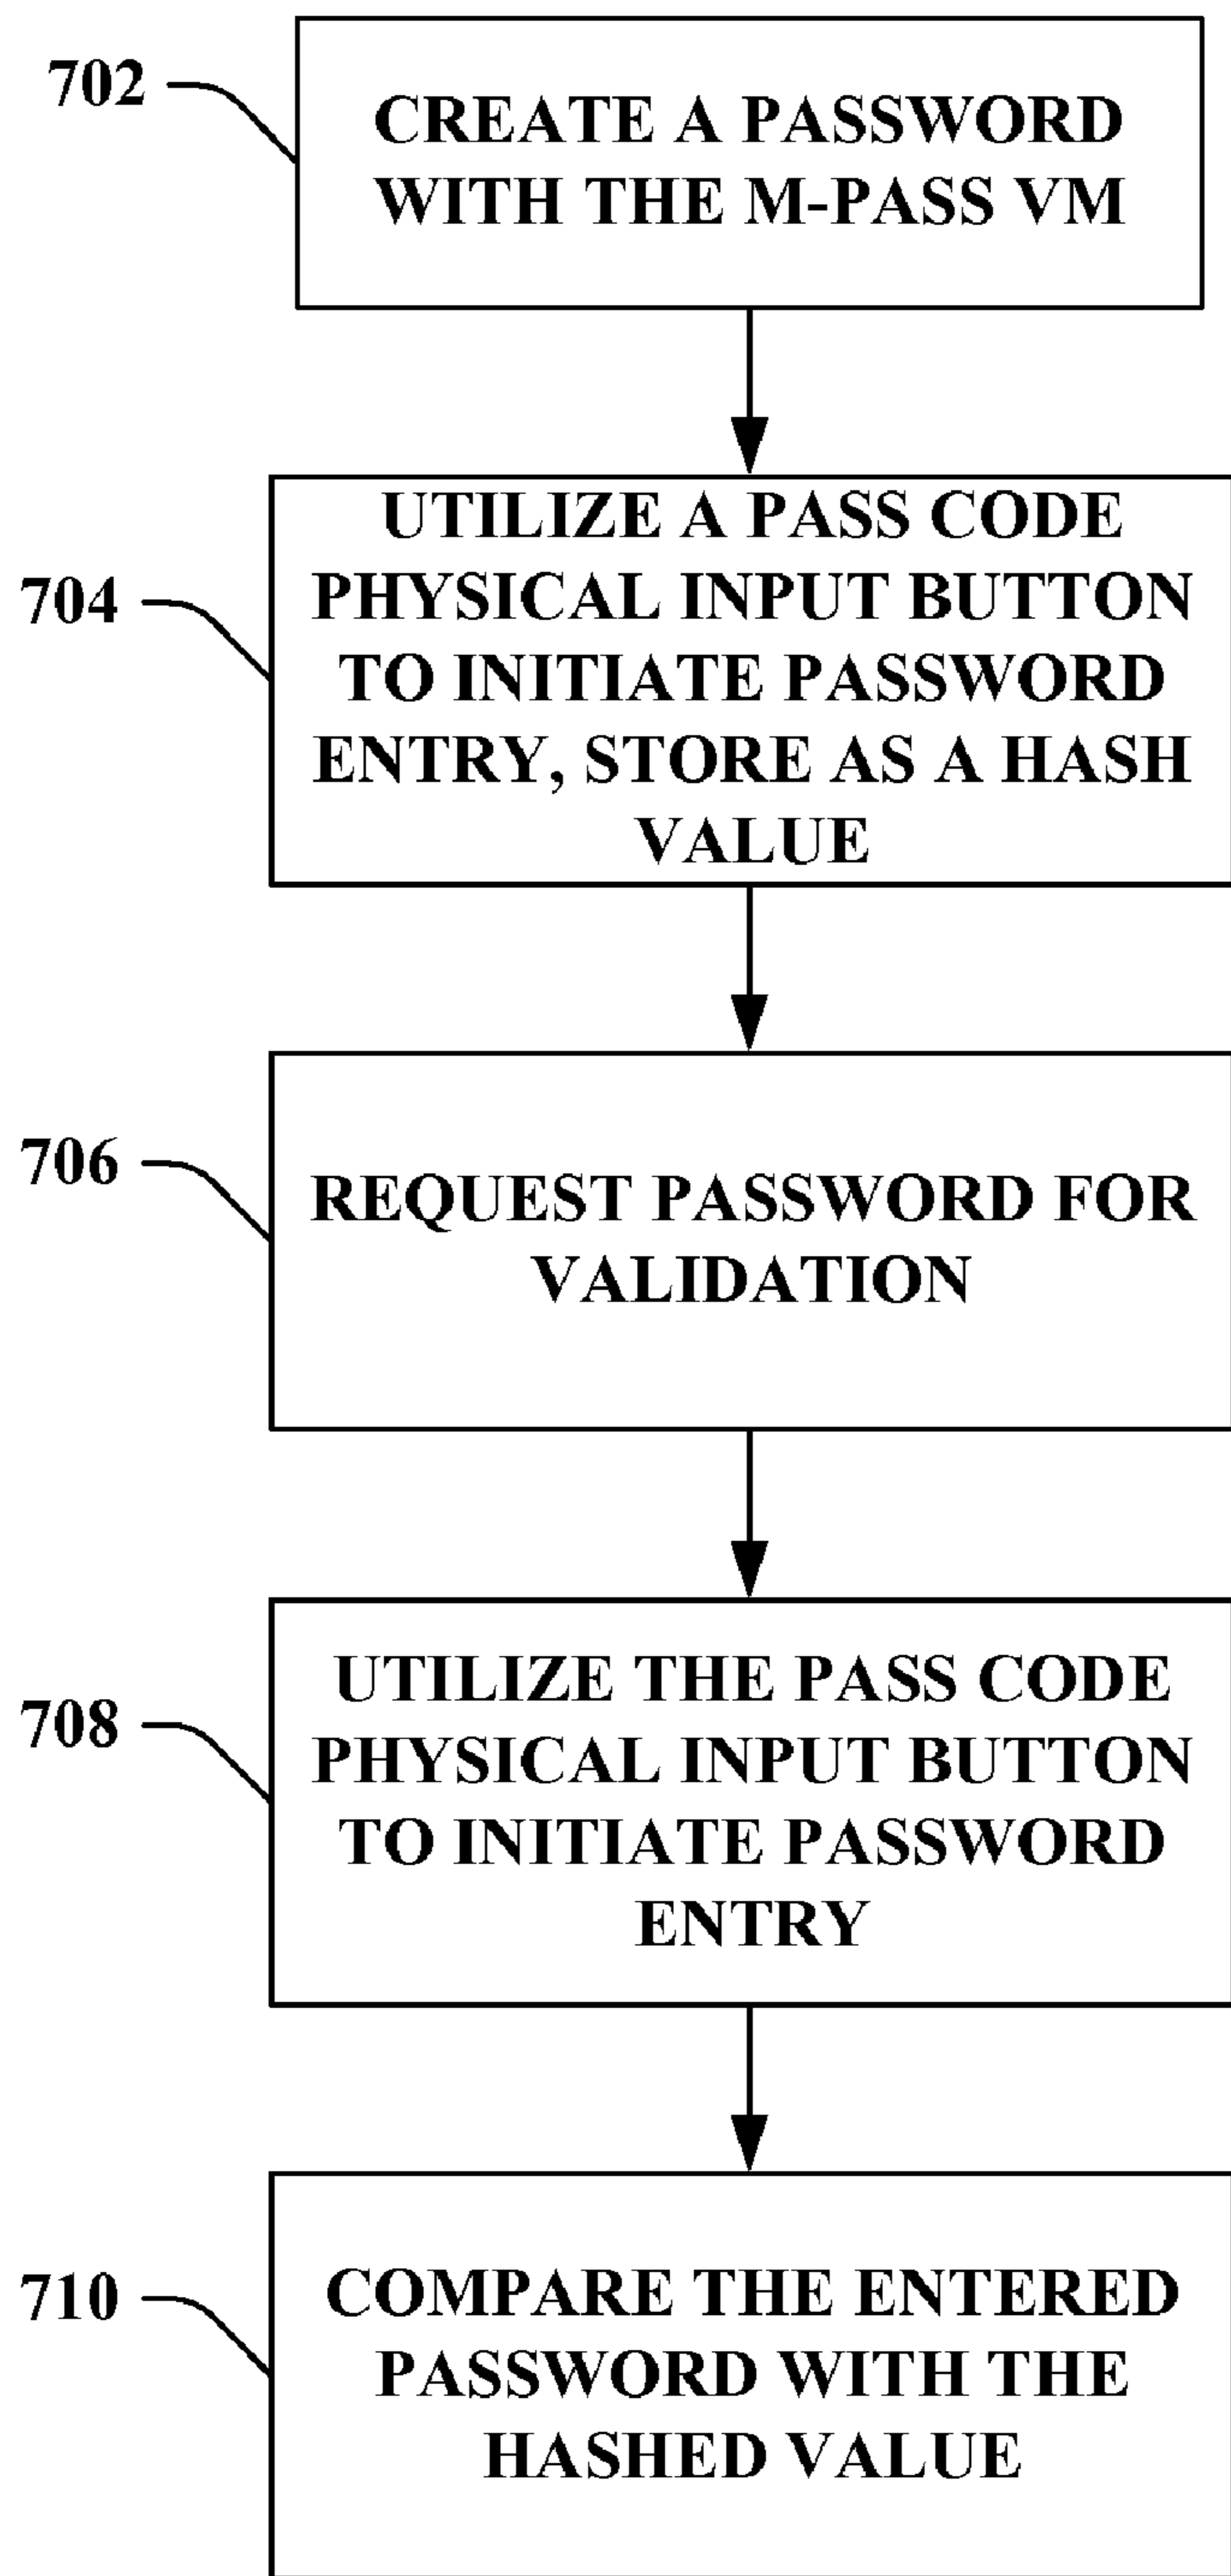 702
CREATE A PASSWORD
WITH THE M-PASS VM
704
UTILIZE A PASS CODE
PHYSICAL INPUT BUTTON
TO INITIATE PASSWORD
ENTRY, STORE AS A HASH
VALUE
706
REQUEST PASSWORD FOR
VALIDATION
708
UTILIZE THE PASS CODE
PHYSICAL INPUT BUTTON
TO INITIATE PASSWORD
ENTRY
710
COMPARE THE ENTERED
PASSWORD WITH THE
HASHED VALUE